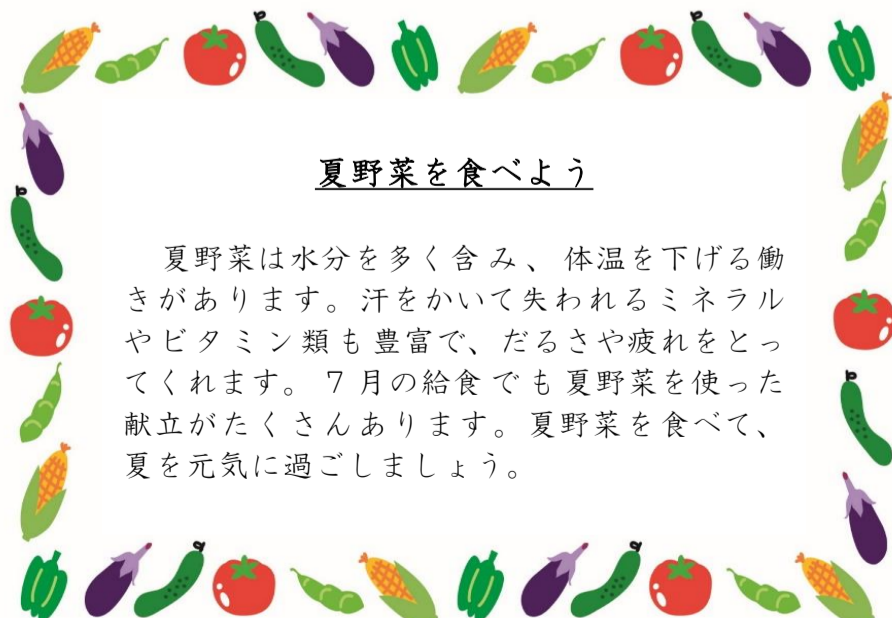 夏野菜を食べよう
　夏野菜は水分を多く含み、体温を下げる働
きがあります。汗をかいて失われるミネラル
やビタミン類も豊富で、だるさや疲れをとっ
てくれます。７月の給食でも夏野菜を使った
献立がたくさんあります。夏野菜を食べて、
夏を元気に過ごしましょう。